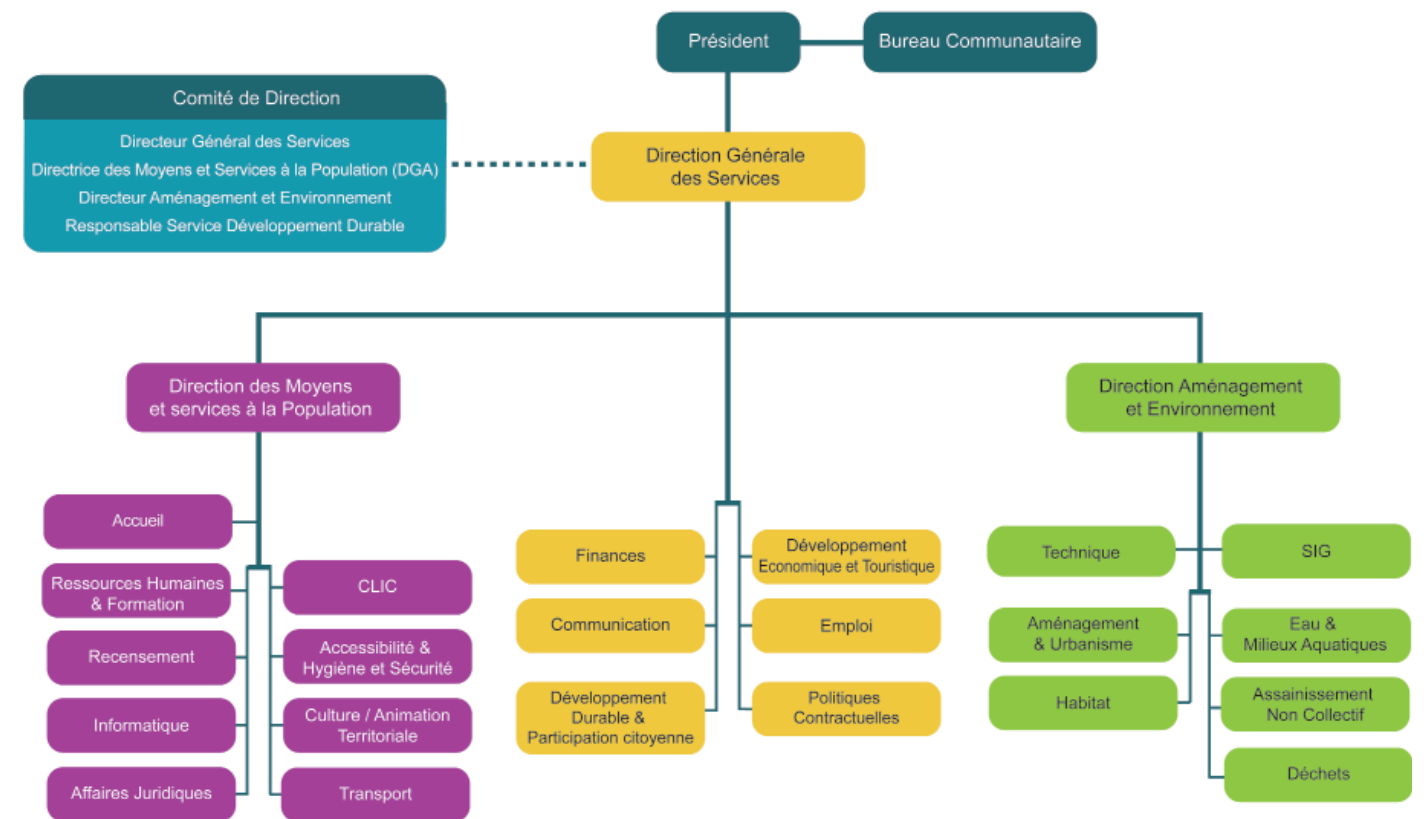 Président
Bureau Communautaire
Comité de Direction
Directeur Général des Services
Directrice des Moyens et Services à la Population (DGA)
Directeur Aménagement et Environnement
Responsable Service Développement Durable
Direction Générale
des Services
Direction des Moyens
et services à la Population
Direction Aménagement
et Environnement
Accueil
Ressources Humaines
& Formation
CLIC
Recensement
Accessibilité &
Hygiène et Sécurité
Informatique
Culture / Animation
Territoriale
Affaires Juridiques
Transport
Finances
Développement
Economique et Touristique
Communication
Emploi
Développement
Durable &
Participation citoyenne
Politiques
Contractuelles
Technique
SIG
Aménagement
& Urbanisme
Eau &
Milieux Aquatiques
Habitat
Assainissement
Non Collectif
Déchets